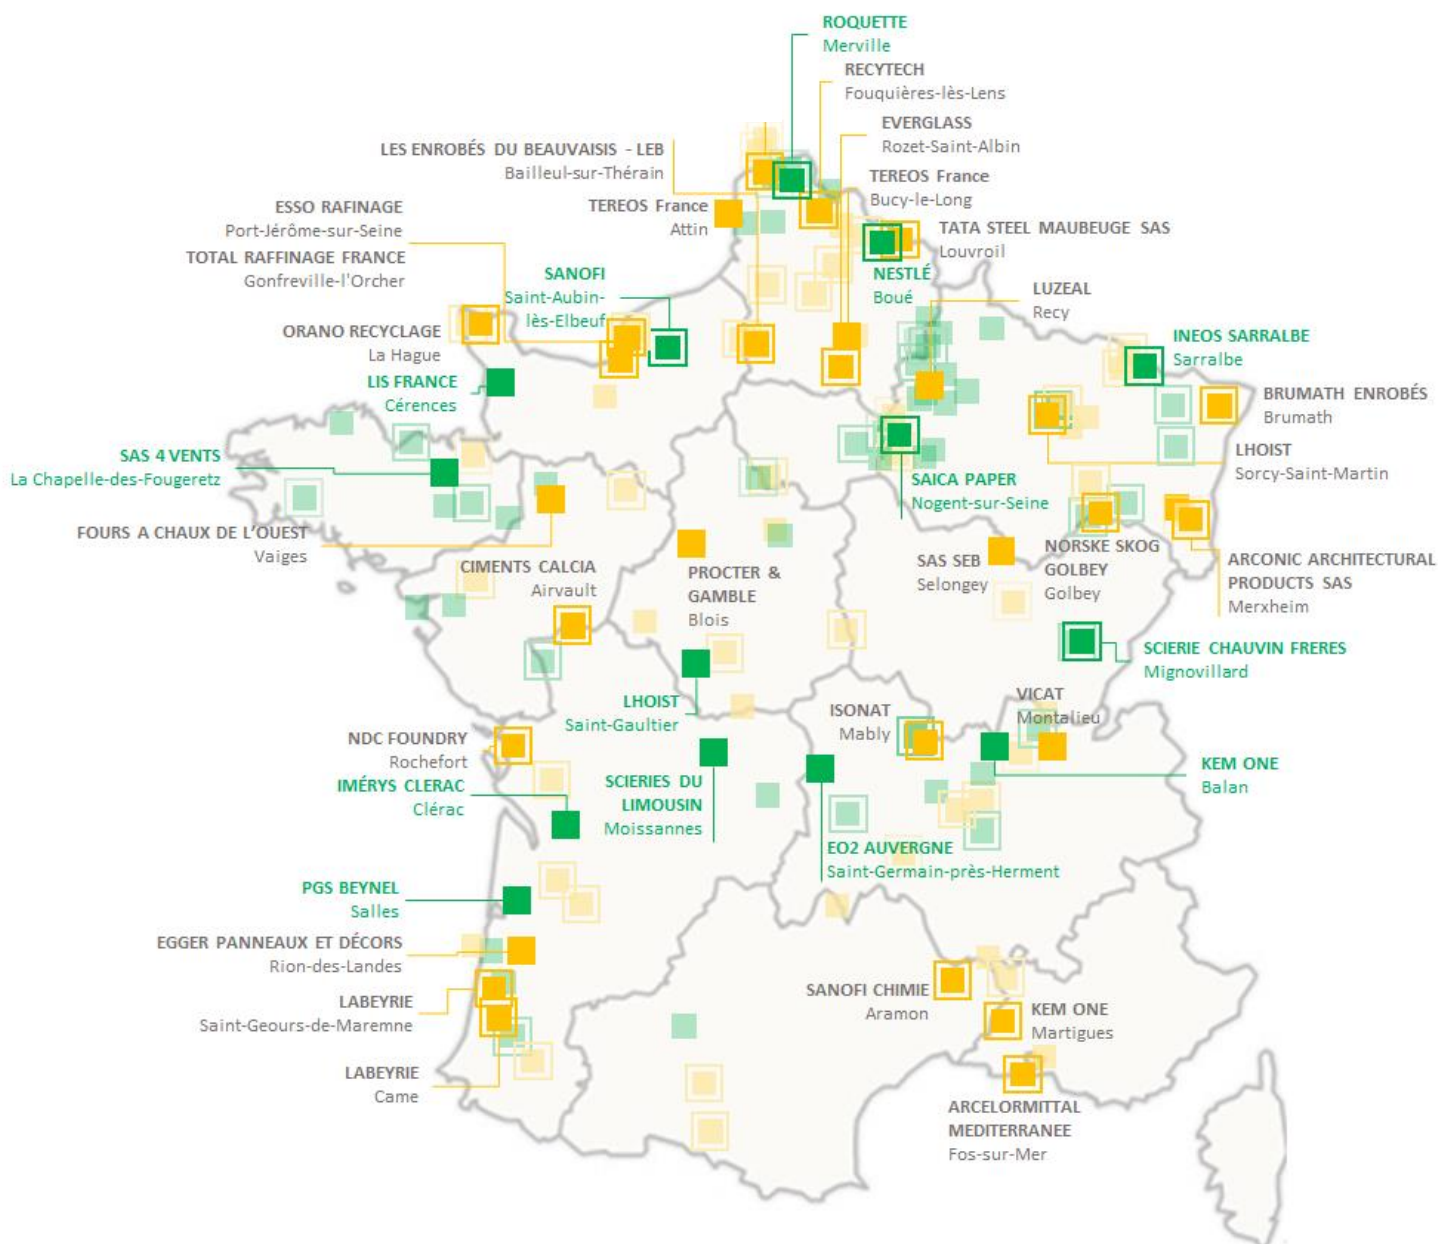 ROQUETTE
Merville
RECYTECH
Fouquières-lès-Lens
EVERGLASS
Rozet-Saint-Albin
LES ENROBÉS DU BEAUVAISIS - LEB
Bailleul-sur-Thérain
TEREOS France
Bucy-le-Long
TEREOS France
Attin
ESSO RAFINAGE
Port-Jérôme-sur-Seine
TATA STEEL MAUBEUGE SAS
Louvroil
TOTAL RAFFINAGE FRANCE
Gonfreville-l'Orcher
SANOFI
Saint-Aubin-
lès-Elbeuf
NESTLÉ
Boué
LUZEAL
Recy
ORANO RECYCLAGE
La Hague
INEOS SARRALBE
Sarralbe
LIS FRANCE
Cérences
BRUMATH ENROBÉS
Brumath
LHOIST
Sorcy-Saint-Martin
SAS 4 VENTS
La Chapelle-des-Fougeretz
SAICA PAPER
Nogent-sur-Seine
FOURS A CHAUX DE L’OUEST
Vaiges
CIMENTS CALCIA
Airvault
PROCTER &
GAMBLE
Blois
SAS SEB
Selongey
NORSKE SKOG
GOLBEY
Golbey
ARCONIC ARCHITECTURAL
PRODUCTS SAS
Merxheim
SCIERIE CHAUVIN FRERES
Mignovillard
LHOIST
Saint-Gaultier
ISONAT
Mably
VICAT
Montalieu
NDC FOUNDRY
Rochefort
KEM ONE
Balan
IMÉRYS CLERAC
Clérac
SCIERIES DU
LIMOUSIN
Moissannes
EO2 AUVERGNE
Saint-Germain-près-Herment
PGS BEYNEL
Salles
EGGER PANNEAUX ET DÉCORS
Rion-des-Landes
SANOFI CHIMIE
Aramon
LABEYRIE
Saint-Geours-de-Maremne
KEM ONE
Martigues
LABEYRIE
Came
ARCELORMITTAL
MEDITERRANEE
Fos-sur-Mer